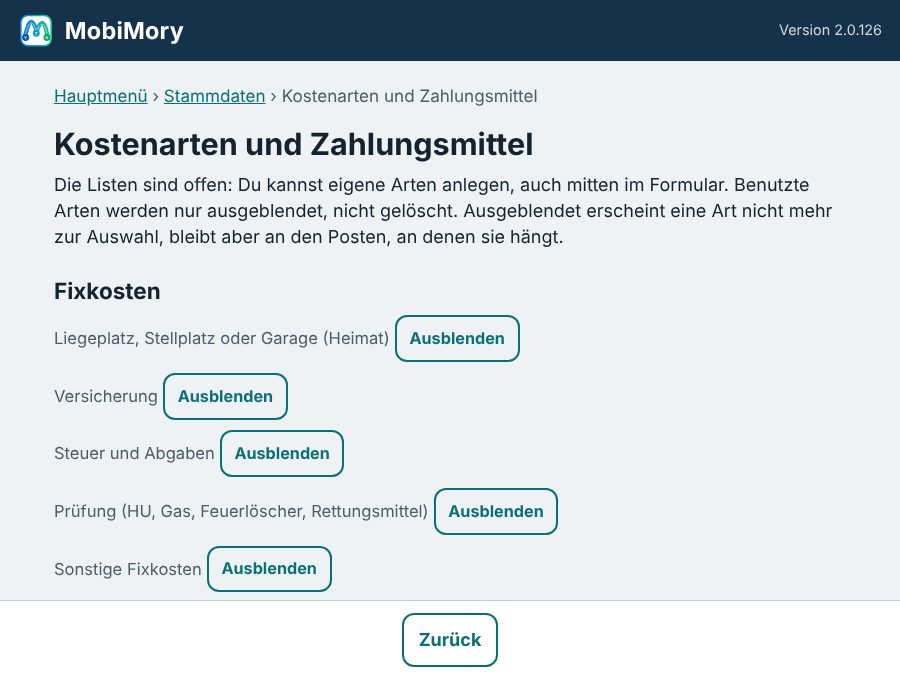 MobiMory
Version 2.0.126
Hauptmenü › Stammdaten › Kostenarten und Zahlungsmittel
Kostenarten und Zahlungsmittel
Die Listen sind offen: Du kannst eigene Arten anlegen, auch mitten im Formular. Benutzte
Arten werden nur ausgeblendet, nicht gelöscht. Ausgeblendet erscheint eine Art nicht mehr
zur Auswahl, bleibt aber an den Posten, an denen sie hängt.
Fixkosten
Liegeplatz, Stellplatz oder Garage (Heimat) Ausblenden
Versicherung Ausblenden
Steuer und Abgaben Ausblenden
Prüfung (HU, Gas, Feuerlöscher, Rettungsmittel) Ausblenden
Sonstige Fixkosten Ausblenden
Zurück